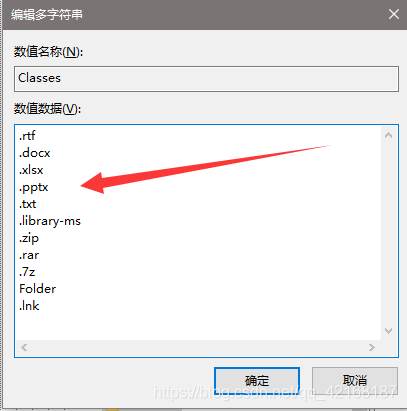 编辑多字符串
数值名称(N):
Classes
数值数据(V):
.rtf
.docx
.xlsx
.pptx
.txt
.library-ms
.zip
.rar
.7z
Folder
.lnk
确定
取消
https://blog.csdn.net/qq_42168187